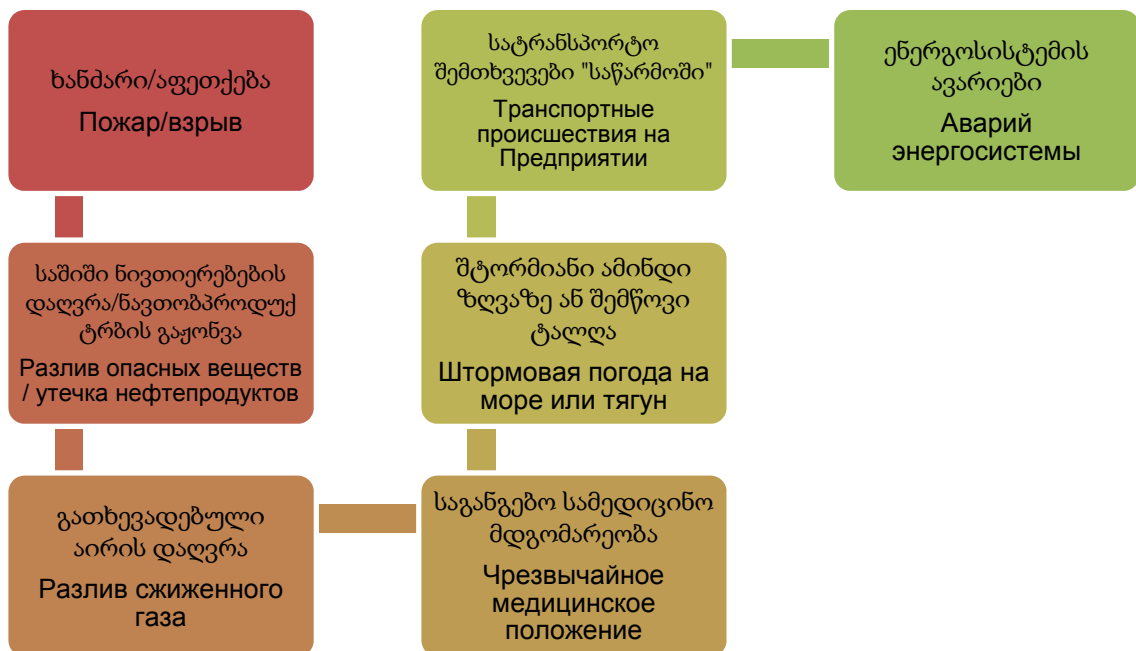 ხანმარი/აფეთქება
Пожар/взрыв
საშიში ნივთიერებების
დაღვრა/ნავთობპროდუქ
ტრბის გაჟონვა
Разлив опасных веществ
/ утечка нефтепродуктов
გათხევადებული
აირის დაღვრა
Разлив сжиженного
газа
საგანგებო სამედიცინო
მდგომარეობა
Чрезвычайное
медицинское
положение
შტორმიანი ამინდი
ზღვაზე ან შემწოვი
ტალღა
Штормовая погода на
море или тягун
სატრანსპორტო
შემთხვევები "საწარმოში"
Транспортные
происшествия на
Предприятии
ენერგოსისტემის
ავარიები
Аварий
энергосистемы